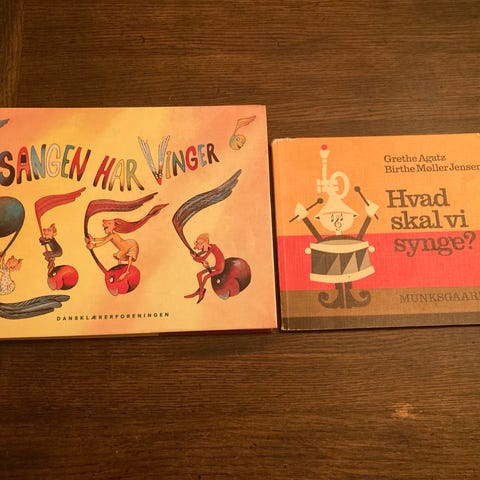 SANGEN HAR VINGER
DANSKLÆRERFORENINGEN
Grethe Agatz
Birthe Møller Jensen
Hvad
skal vi
synge?
MUNKSGAARD